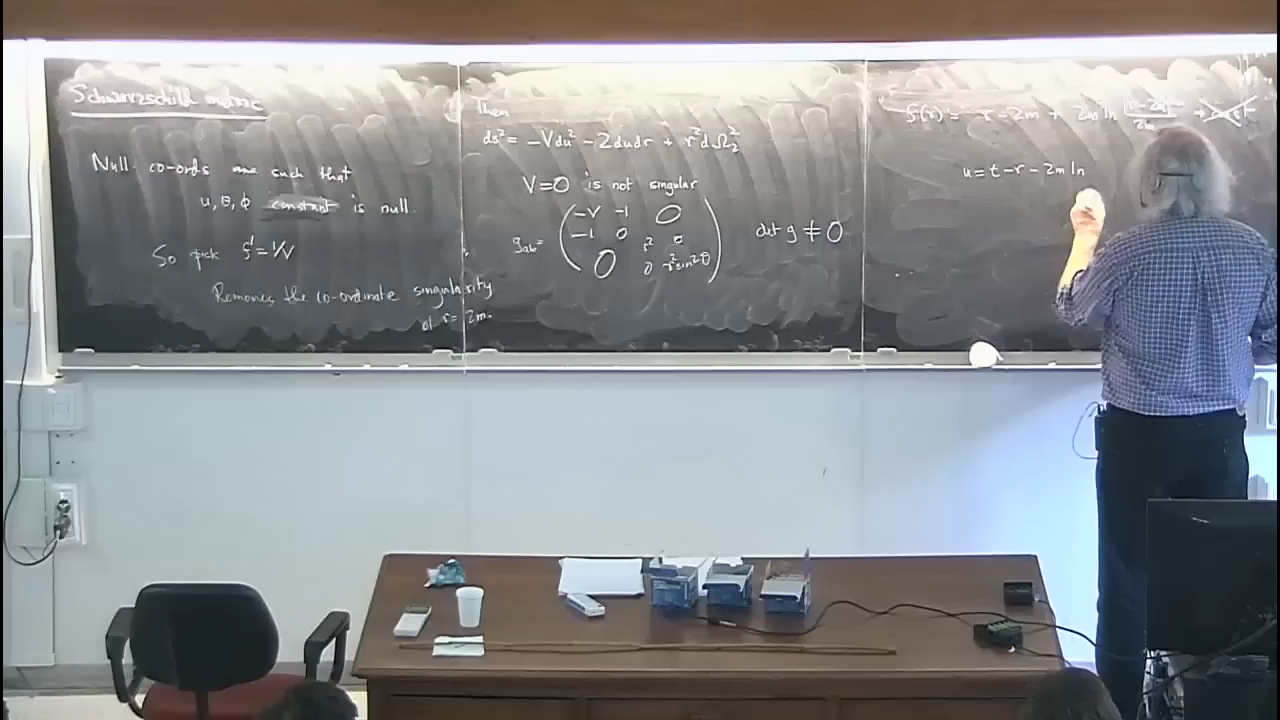 Schwarzschild metric
Null co-ords are such that
u, θ, ϕ constant is null.
So pick f' = 1/V
Removes the co-ordinate singularity
at r = 2m.
Then
ds² = -Vdu² - 2dudr + r²dΩ₂²
V=0 is not singular
g_ab = ( -V -1 0
-1 0
r² 0
0 0 r²sin²θ )
det g ≠ 0
f(r) = r - 2m + 2m ln |r-2m|/2m
u = t - r - 2m ln